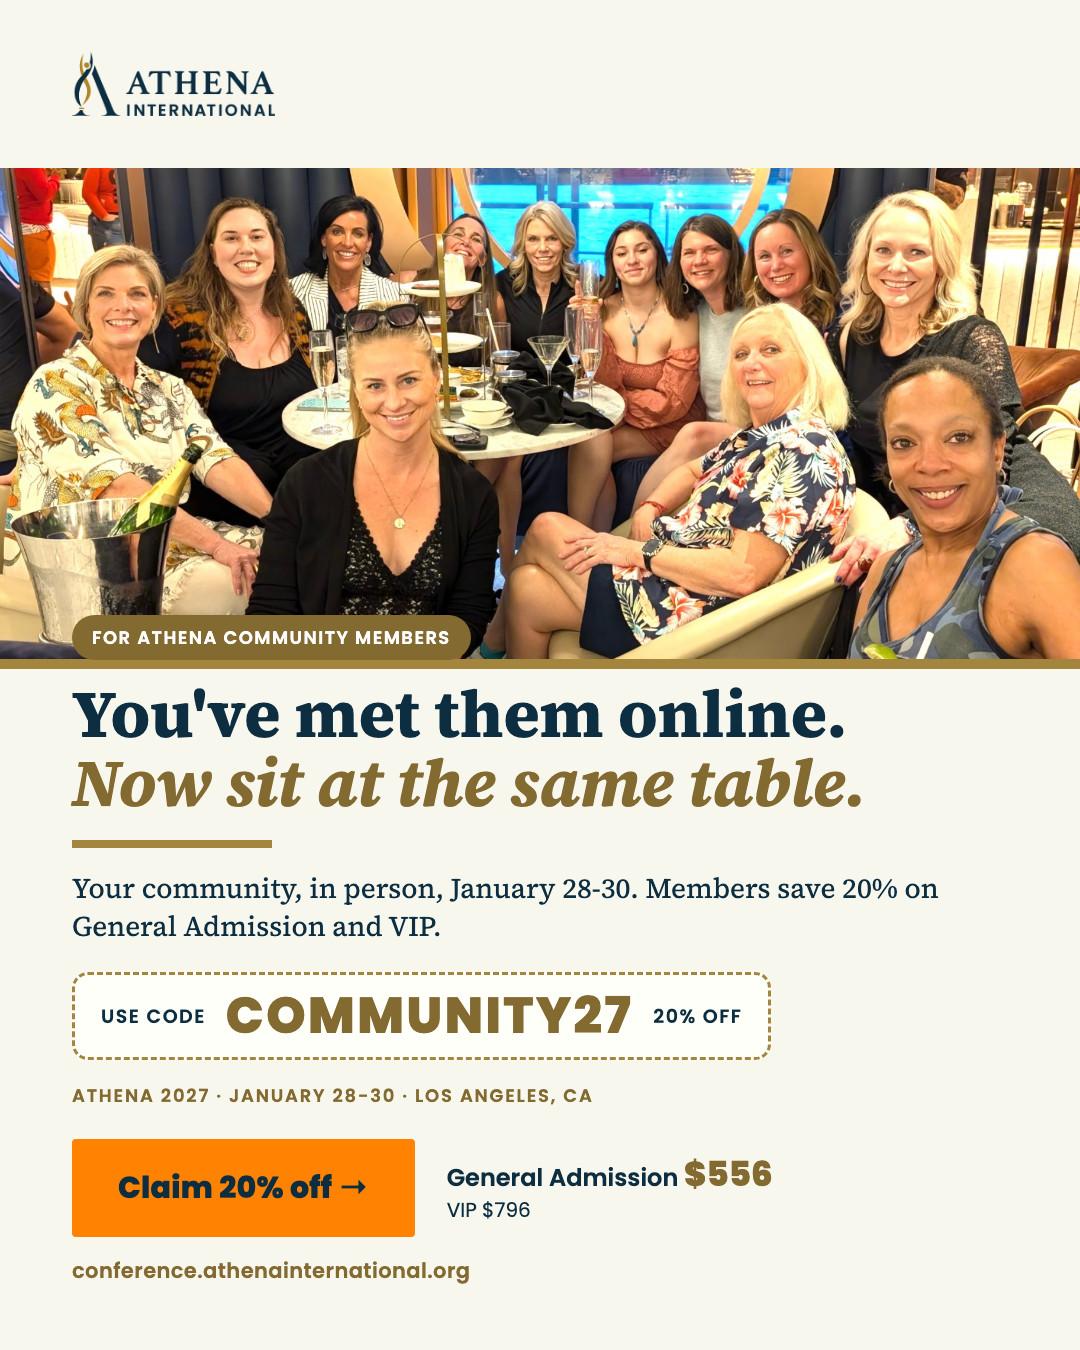 ATHENA
INTERNATIONAL
FOR ATHENA COMMUNITY MEMBERS
You've met them online.
Now sit at the same table.
Your community, in person, January 28-30. Members save 20% on
General Admission and VIP.
USE CODE COMMUNITY27 20% OFF
ATHENA 2027 · JANUARY 28-30 · LOS ANGELES, CA
Claim 20% off →
General Admission $556
VIP $796
conference.athenainternational.org